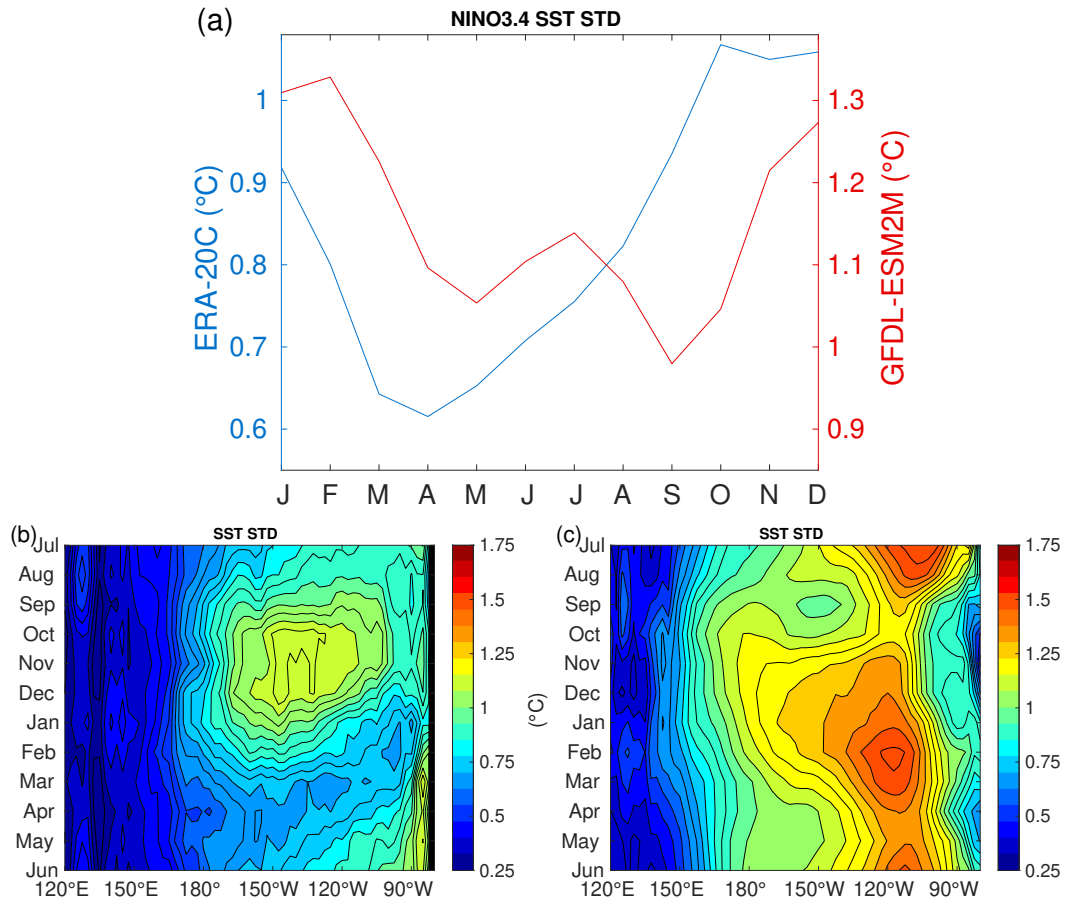 (a)
NINO3.4 SST STD
ERA-20C (°C)
1
0.9
0.8
0.7
0.6
GFDL-ESM2M (°C)
1.3
1.2
1.1
1
0.9
J F M A M J J A S O N D
(b)
SST STD
Jul
Aug
Sep
Oct
Nov
Dec
Jan
Feb
Mar
Apr
May
Jun
120°E 150°E 180° 150°W 120°W 90°W
1.75
1.5
1.25
1
0.75
0.5
0.25
(°C)
(c)
SST STD
Jul
Aug
Sep
Oct
Nov
Dec
Jan
Feb
Mar
Apr
May
Jun
120°E 150°E 180° 150°W 120°W 90°W
1.75
1.5
1.25
1
0.75
0.5
0.25